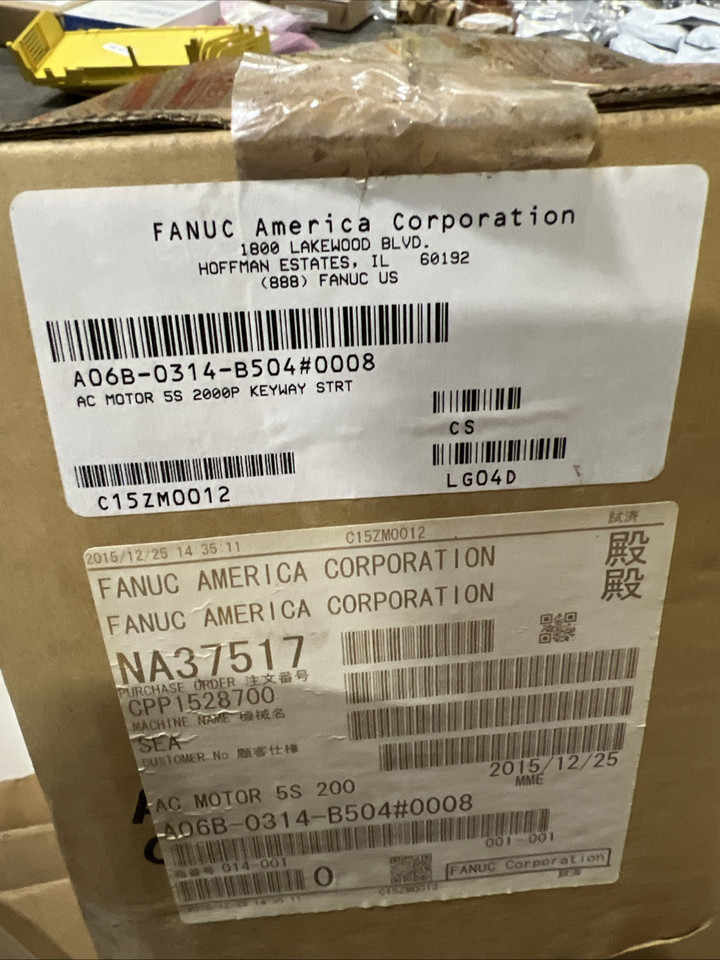 FANUC America Corporation
1800 LAKEWOOD BLVD.
HOFFMAN ESTATES, IL 60192
(888) FANUC US
A06B-0314-B504#0008
AC MOTOR 5S 2000P KEYWAY STRT
CS
LG04D
C15ZM0012
2015/12/25 14:35:11 C15ZM0012 試済
FANUC AMERICA CORPORATION 殿
FANUC AMERICA CORPORATION 殿
NA37517
PURCHASE ORDER 注文番号
CPP1528700
MACHINE NAME 機械名
SEA
CUSTOMER No 顧客仕様
2015/12/25
MME
AC MOTOR 5S 200
A06B-0314-B504#0008
001-001
014-001
0
FANUC Corporation
C15ZM0012 試済